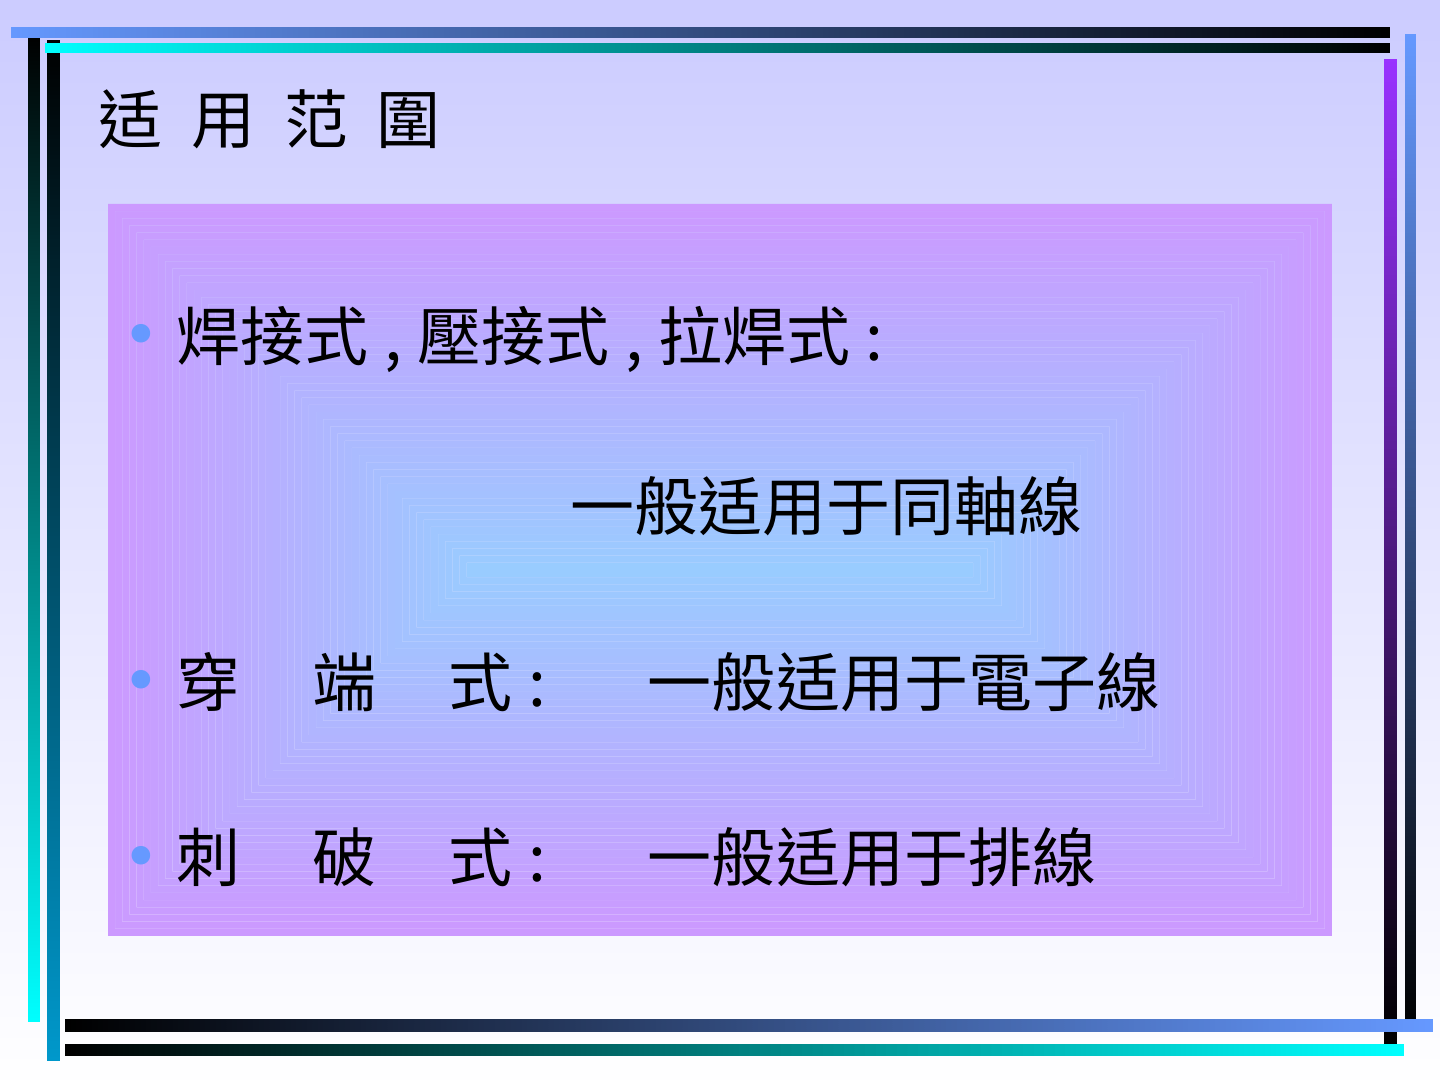 适 用 范 圍
• 焊接式 , 壓接式 , 拉焊式 :
一般适用于同軸線
• 穿 端 式 : 一般适用于電子線
• 刺 破 式 : 一般适用于排線